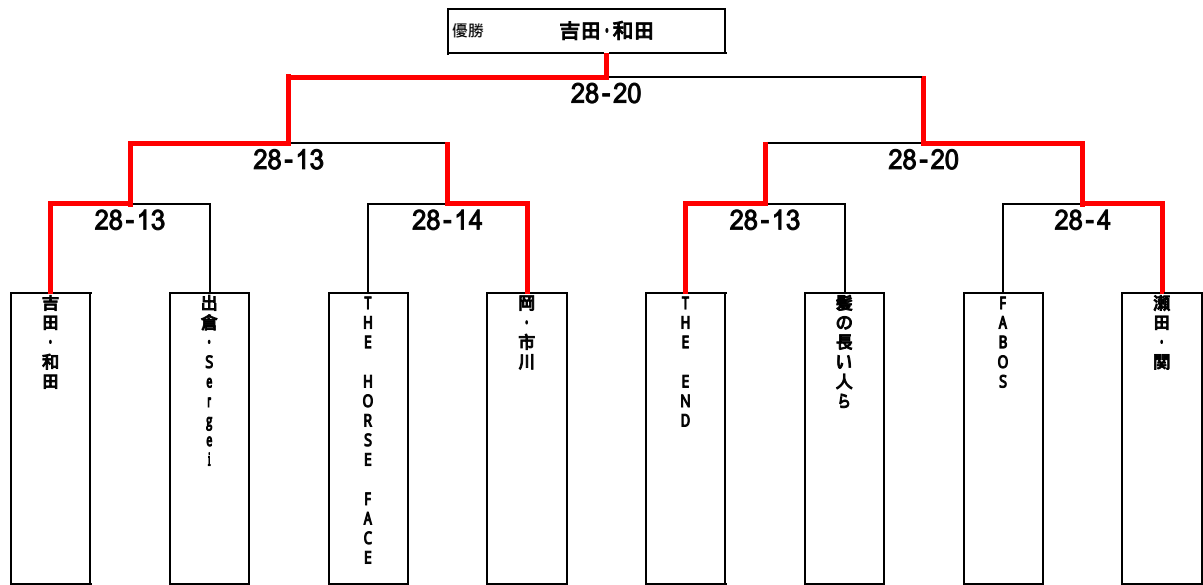 優勝 吉田・和田
28-20
28-13
28-20
28-13
28-14
28-13
28-4
吉田・和田
出倉・Sergei
THE HORSE FACE
岡・市川
THE END
髪の長い人ら
FABOS
瀬田・関